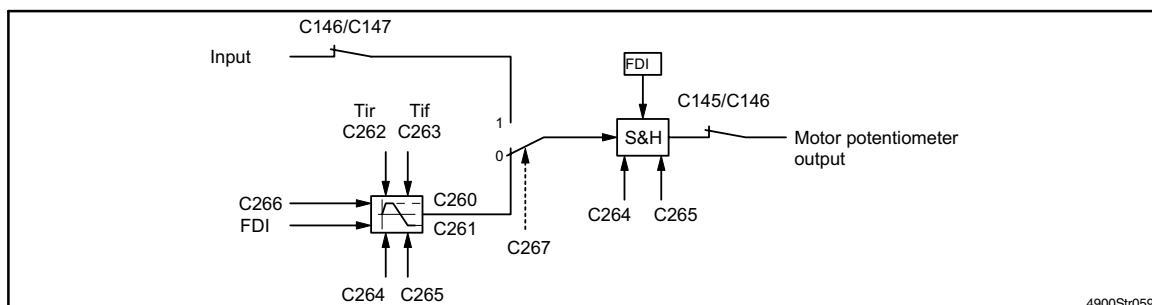 C146/C147
Input
FDI
C145/C146
Tir Tif
C262 C263
1
0
S&H
Motor potentiometer
output
C266
C260
FDI
C261
C264 C265
C267
C264 C265
4900Str059